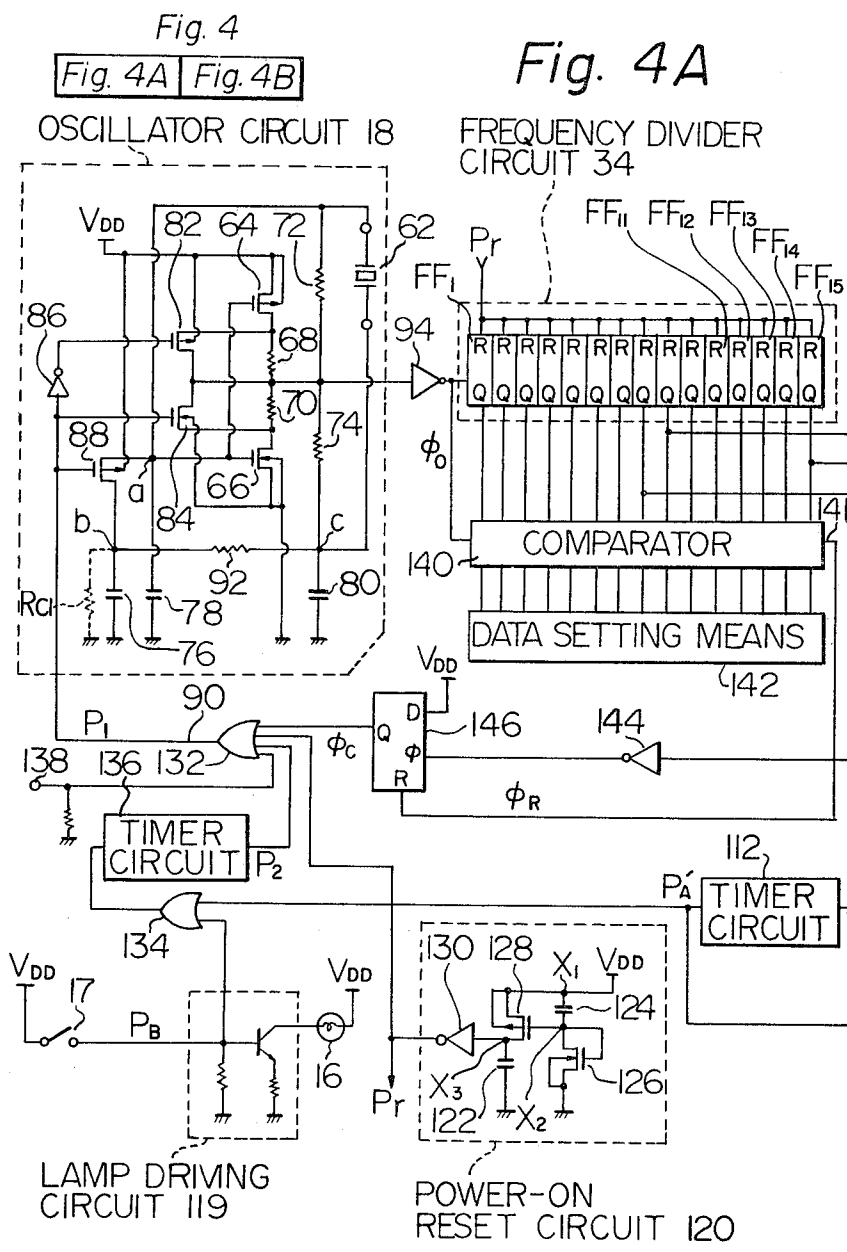 Fig. 4
Fig. 4A Fig. 4B
Fig. 4A
OSCILLATOR CIRCUIT 18
FREQUENCY DIVIDER
CIRCUIT 34
VDD
82
64
72
62
Pr
FF1
FF11
FF12
FF13
FF14
FF15
86
68
94
R R R R R R R R R R R R R R R
Q Q Q Q Q Q Q Q Q Q Q Q Q Q Q
70
74
88
a
66
84
φ0
b
c
92
80
RCI
78
76
141
140
COMPARATOR
DATA SETTING MEANS
142
VDD
P1
90
132
138
φC
Q
D
φ
R
146
144
φR
136
TIMER
CIRCUIT
P2
134
PA'
112
TIMER
CIRCUIT
VDD
17
PB
VDD
16
130
128
X1
VDD
124
X3
122
X2
126
Pr
LAMP DRIVNG
CIRCUIT 119
POWER-ON
RESET CIRCUIT 120